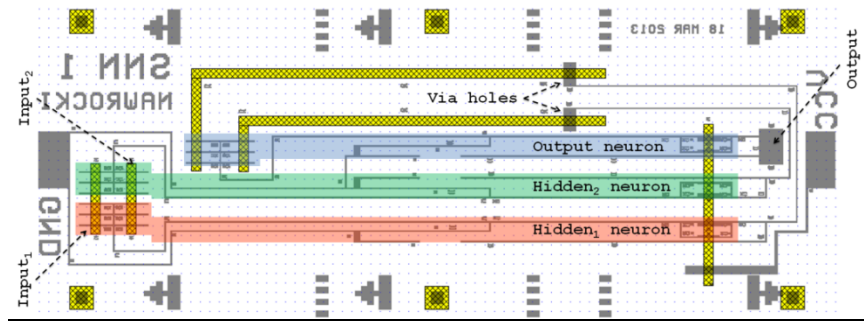 18 MAR 2013
SNN 1
NAWROCKI
Input₂
Via holes
VCC
Output
Output neuron
Hidden₂ neuron
Hidden₁ neuron
GND
Input₁